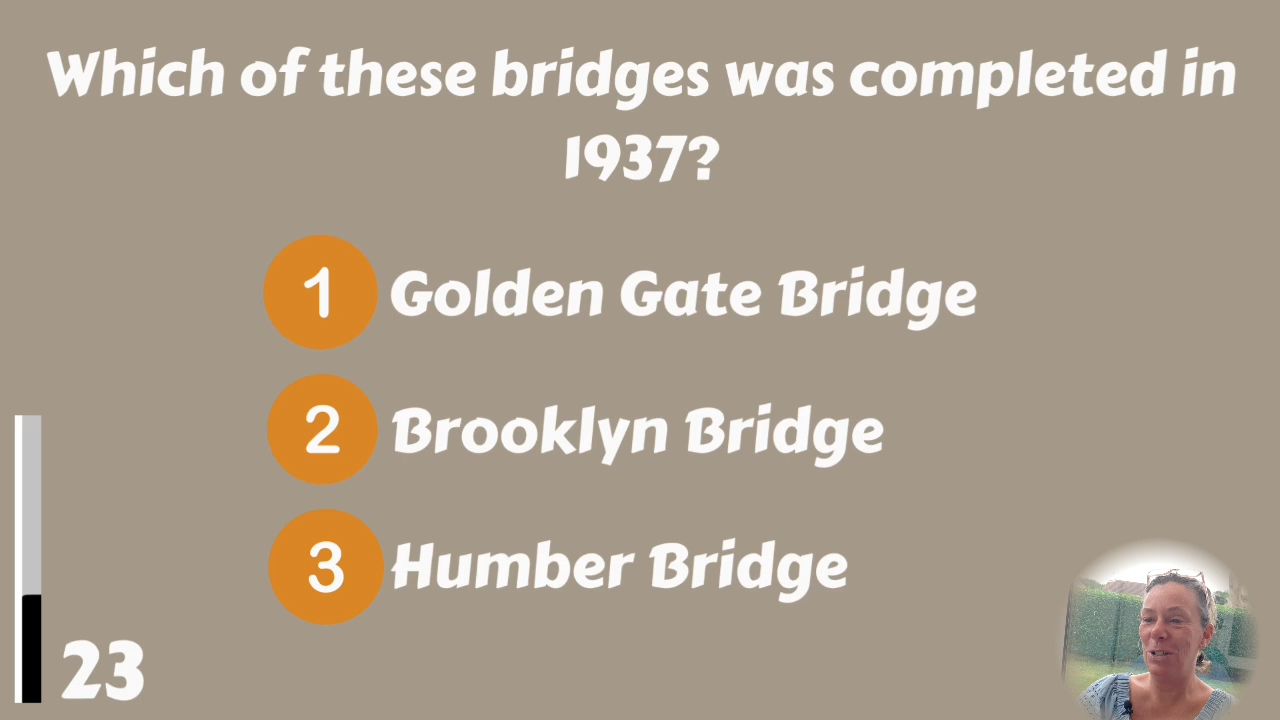 Which of these bridges was completed in
1937?
1 Golden Gate Bridge
2 Brooklyn Bridge
3 Humber Bridge
23